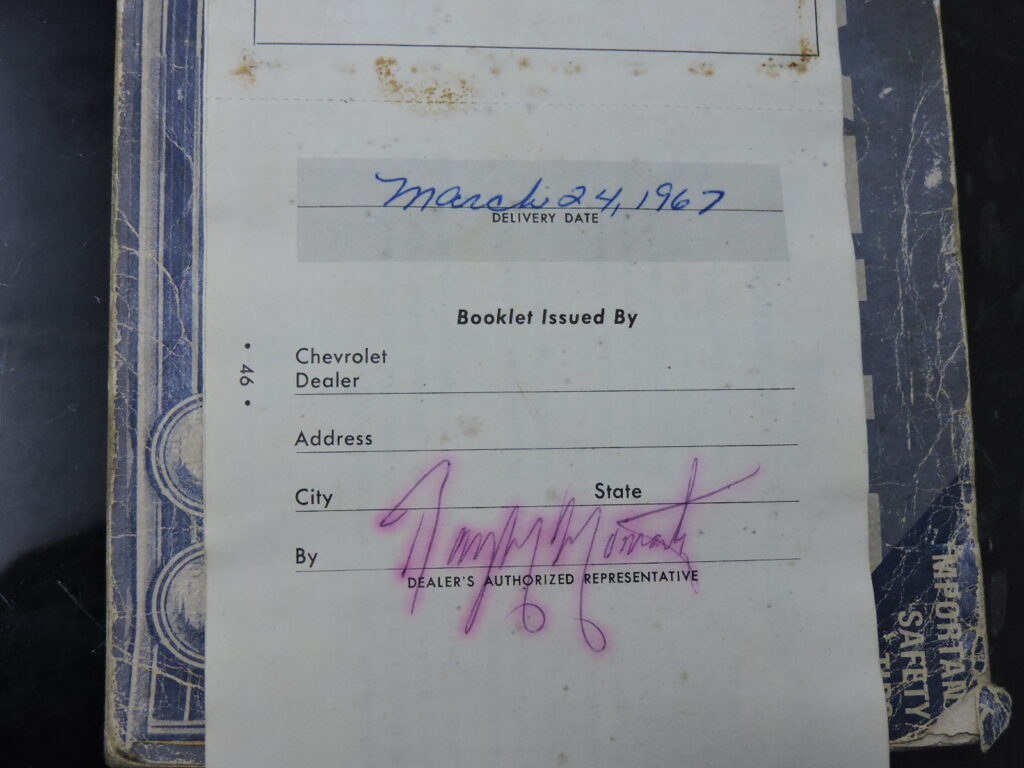 March 24, 1967
DELIVERY DATE
Booklet Issued By
Chevrolet
Dealer
Address
City State
By
DEALER'S AUTHORIZED REPRESENTATIVE
• 46 •
IMPORTANT
SAFETY